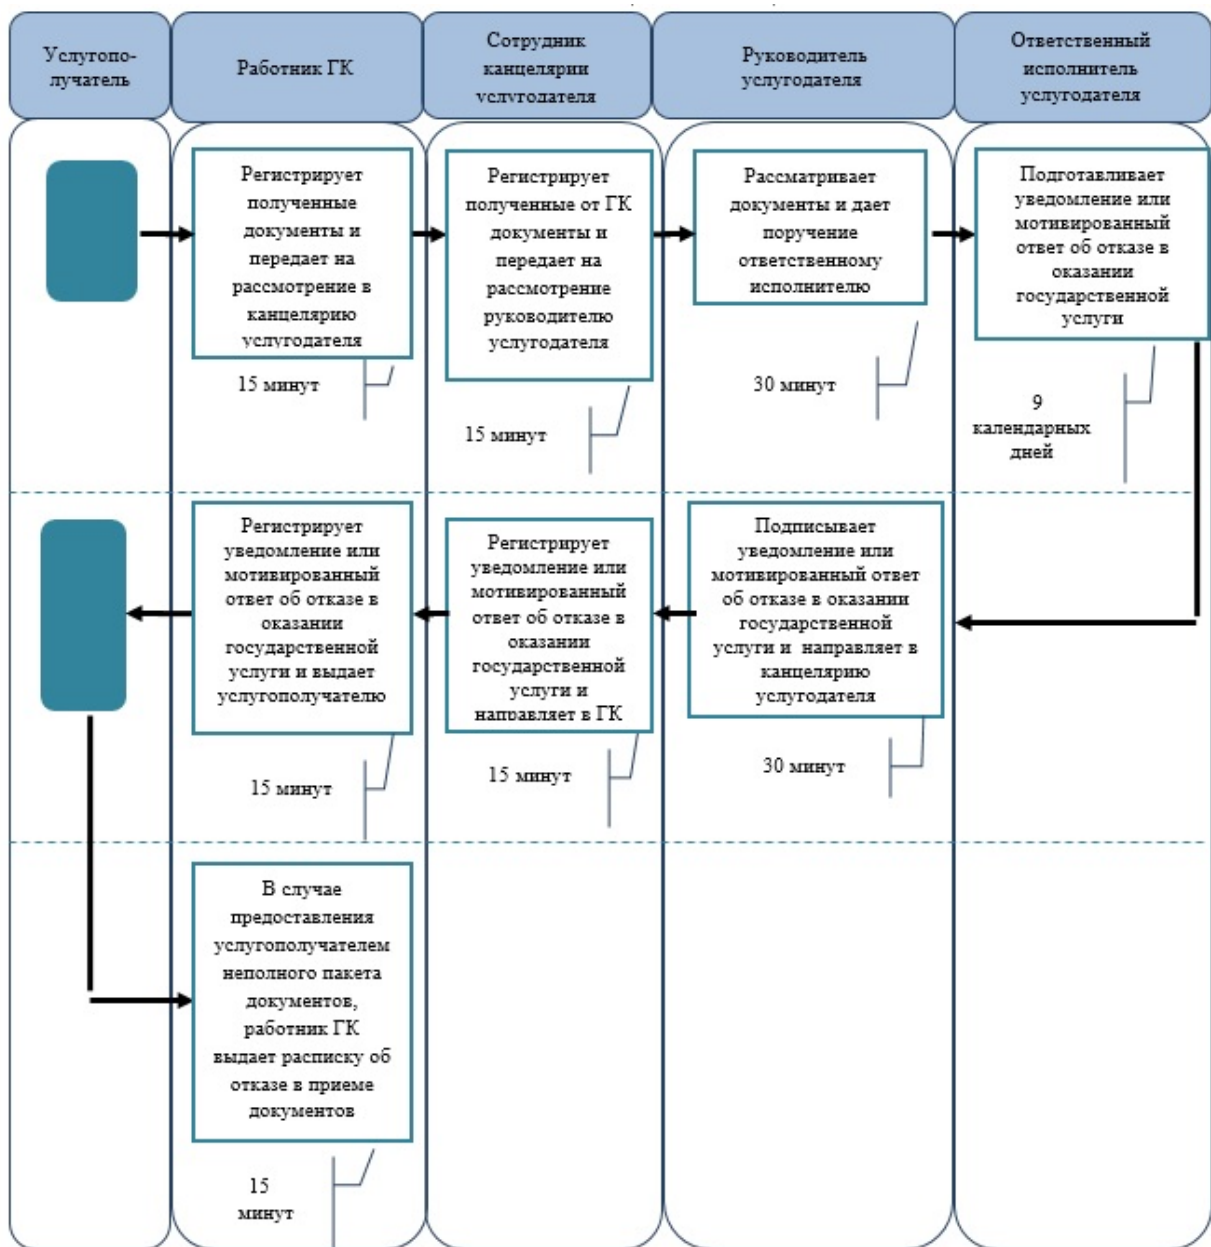 Услугопо-
лучатель
Работник ГК
Сотрудник
канцелярии
услугодателя
Руководитель
услугодателя
Ответственный
исполнитель
услугодателя
Регистрирует
полученные
документы и
передает на
рассмотрение в
канцелярию
услугодателя
15 минут
Регистрирует
полученные от ГК
документы и
передает на
рассмотрение
руководителю
услугодателя
15 минут
Рассматривает
документы и дает
поручение
ответственному
исполнителю
30 минут
Подготавливает
уведомление или
мотивированный
ответ об отказе в
оказании
государственной
услуги
9
календарных
дней
Регистрирует
уведомление или
мотивированный
ответ об отказе в
оказании
государственной
услуги и выдает
услугополучателю
15 минут
Регистрирует
уведомление или
мотивированный
ответ об отказе в
оказании
государственной
услуги и
направляет в ГК
15 минут
Подписывает
уведомление или
мотивированный ответ
об отказе в оказании
государственной
услуги и направляет в
канцелярию
услугодателя
30 минут
В случае
предоставления
услугополучателем
неполного пакета
документов,
работник ГК
выдает расписку об
отказе в приеме
документов
15
минут